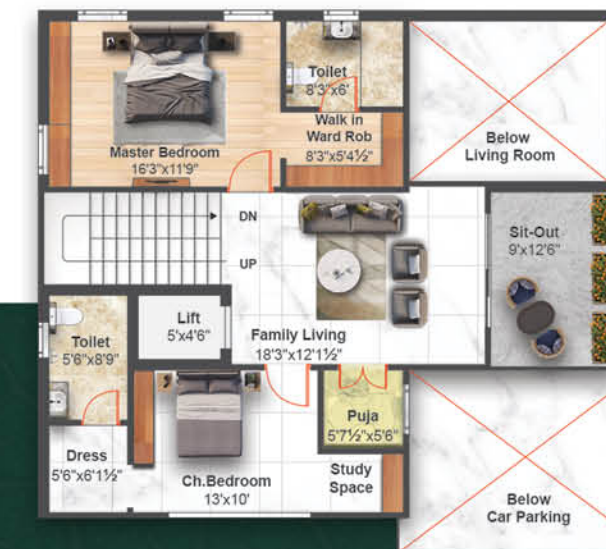 Toilet
8'3"x6'
Walk in
Ward Rob
8'3"x5'4½"
Master Bedroom
16'3"x11'9"
Below
Living Room
DN
UP
Sit-Out
9'x12'6"
Lift
5'x4'6"
Toilet
5'6"x8'9"
Family Living
18'3"x12'1½"
Puja
5'7½"x5'6"
Dress
5'6"x6'1½"
Ch.Bedroom
13'x10'
Study
Space
Below
Car Parking